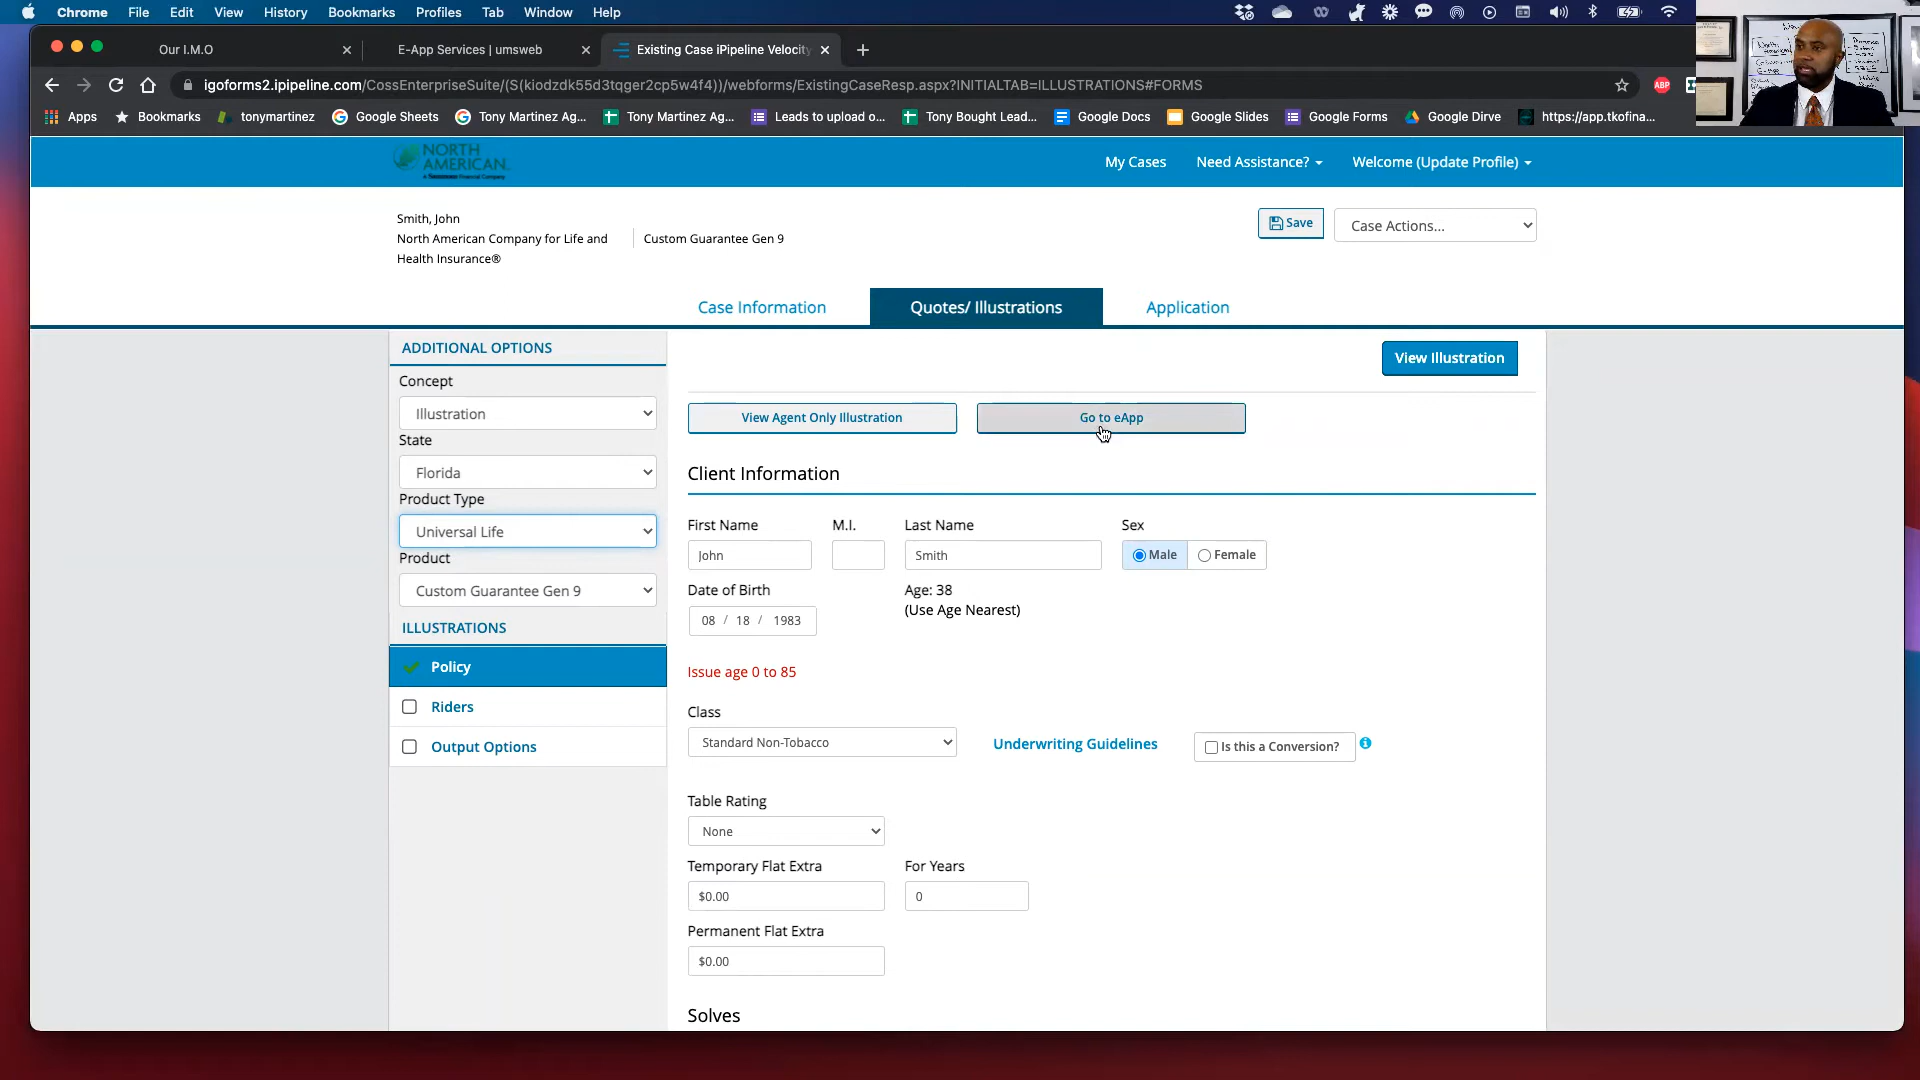 Chrome File Edit View History Bookmarks Profiles Tab Window Help
Our I.M.O
E-App Services | umsweb
Existing Case iPipeline Velocity
igoforms2.ipipeline.com/CossEnterpriseSuite/(S(kiodzdk55d3tqger2cp5w4f4))/webforms/ExistingCaseResp.aspx?INITIALTAB=ILLUSTRATIONS#FORMS
ABP
Apps Bookmarks tonymartinez Google Sheets Tony Martinez Ag... Tony Martinez Ag... Leads to upload o... Tony Bought Lead... Google Docs Google Slides Google Forms Google Dirve https://app.tkofina...
NORTH AMERICAN.
My Cases Need Assistance? Welcome (Update Profile)
Smith, John
North American Company for Life and
Health Insurance®
Custom Guarantee Gen 9
Save
Case Actions...
Case Information Quotes/ Illustrations Application
ADDITIONAL OPTIONS
Concept
Illustration
State
Florida
Product Type
Universal Life
Product
Custom Guarantee Gen 9
ILLUSTRATIONS
Policy
Riders
Output Options
View Illustration
View Agent Only Illustration
Go to eApp
Client Information
First Name M.I. Last Name Sex
John Smith Male Female
Date of Birth Age: 38
08 / 18 / 1983 (Use Age Nearest)
Issue age 0 to 85
Class
Standard Non-Tobacco Underwriting Guidelines Is this a Conversion?
Table Rating
None
Temporary Flat Extra For Years
$0.00 0
Permanent Flat Extra
$0.00
Solves